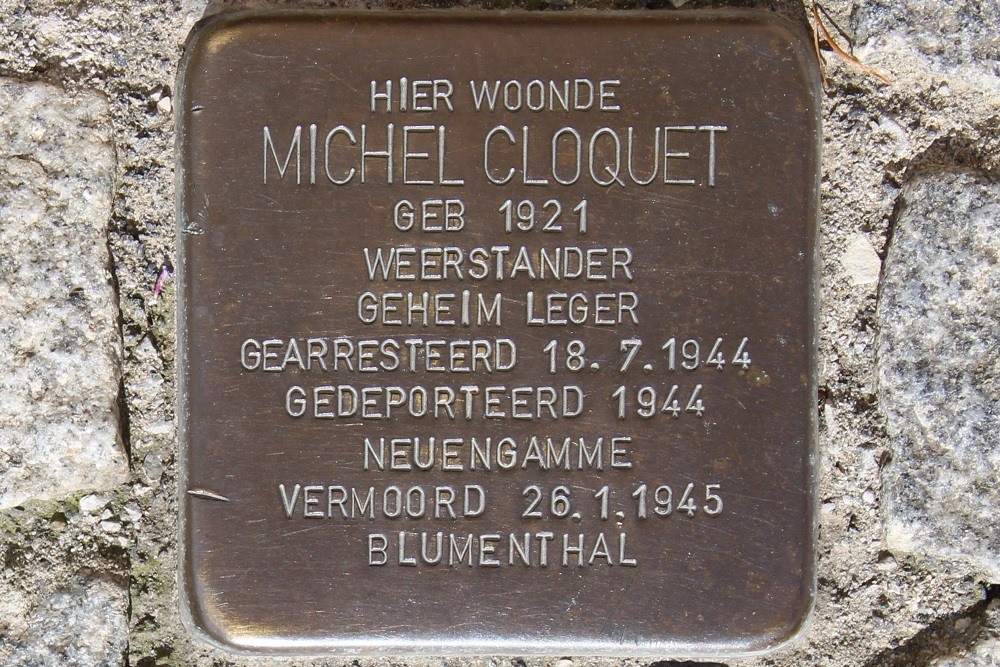 HIER WOONDE
MICHEL CLOQUET
GEB 1921
WEERSTANDER
GEHEIM LEGER
GEARRESTEERD 18.7.1944
GEDEPORTEERD 1944
NEUENGAMME
VERMOORD 26.1.1945
BLUMENTHAL